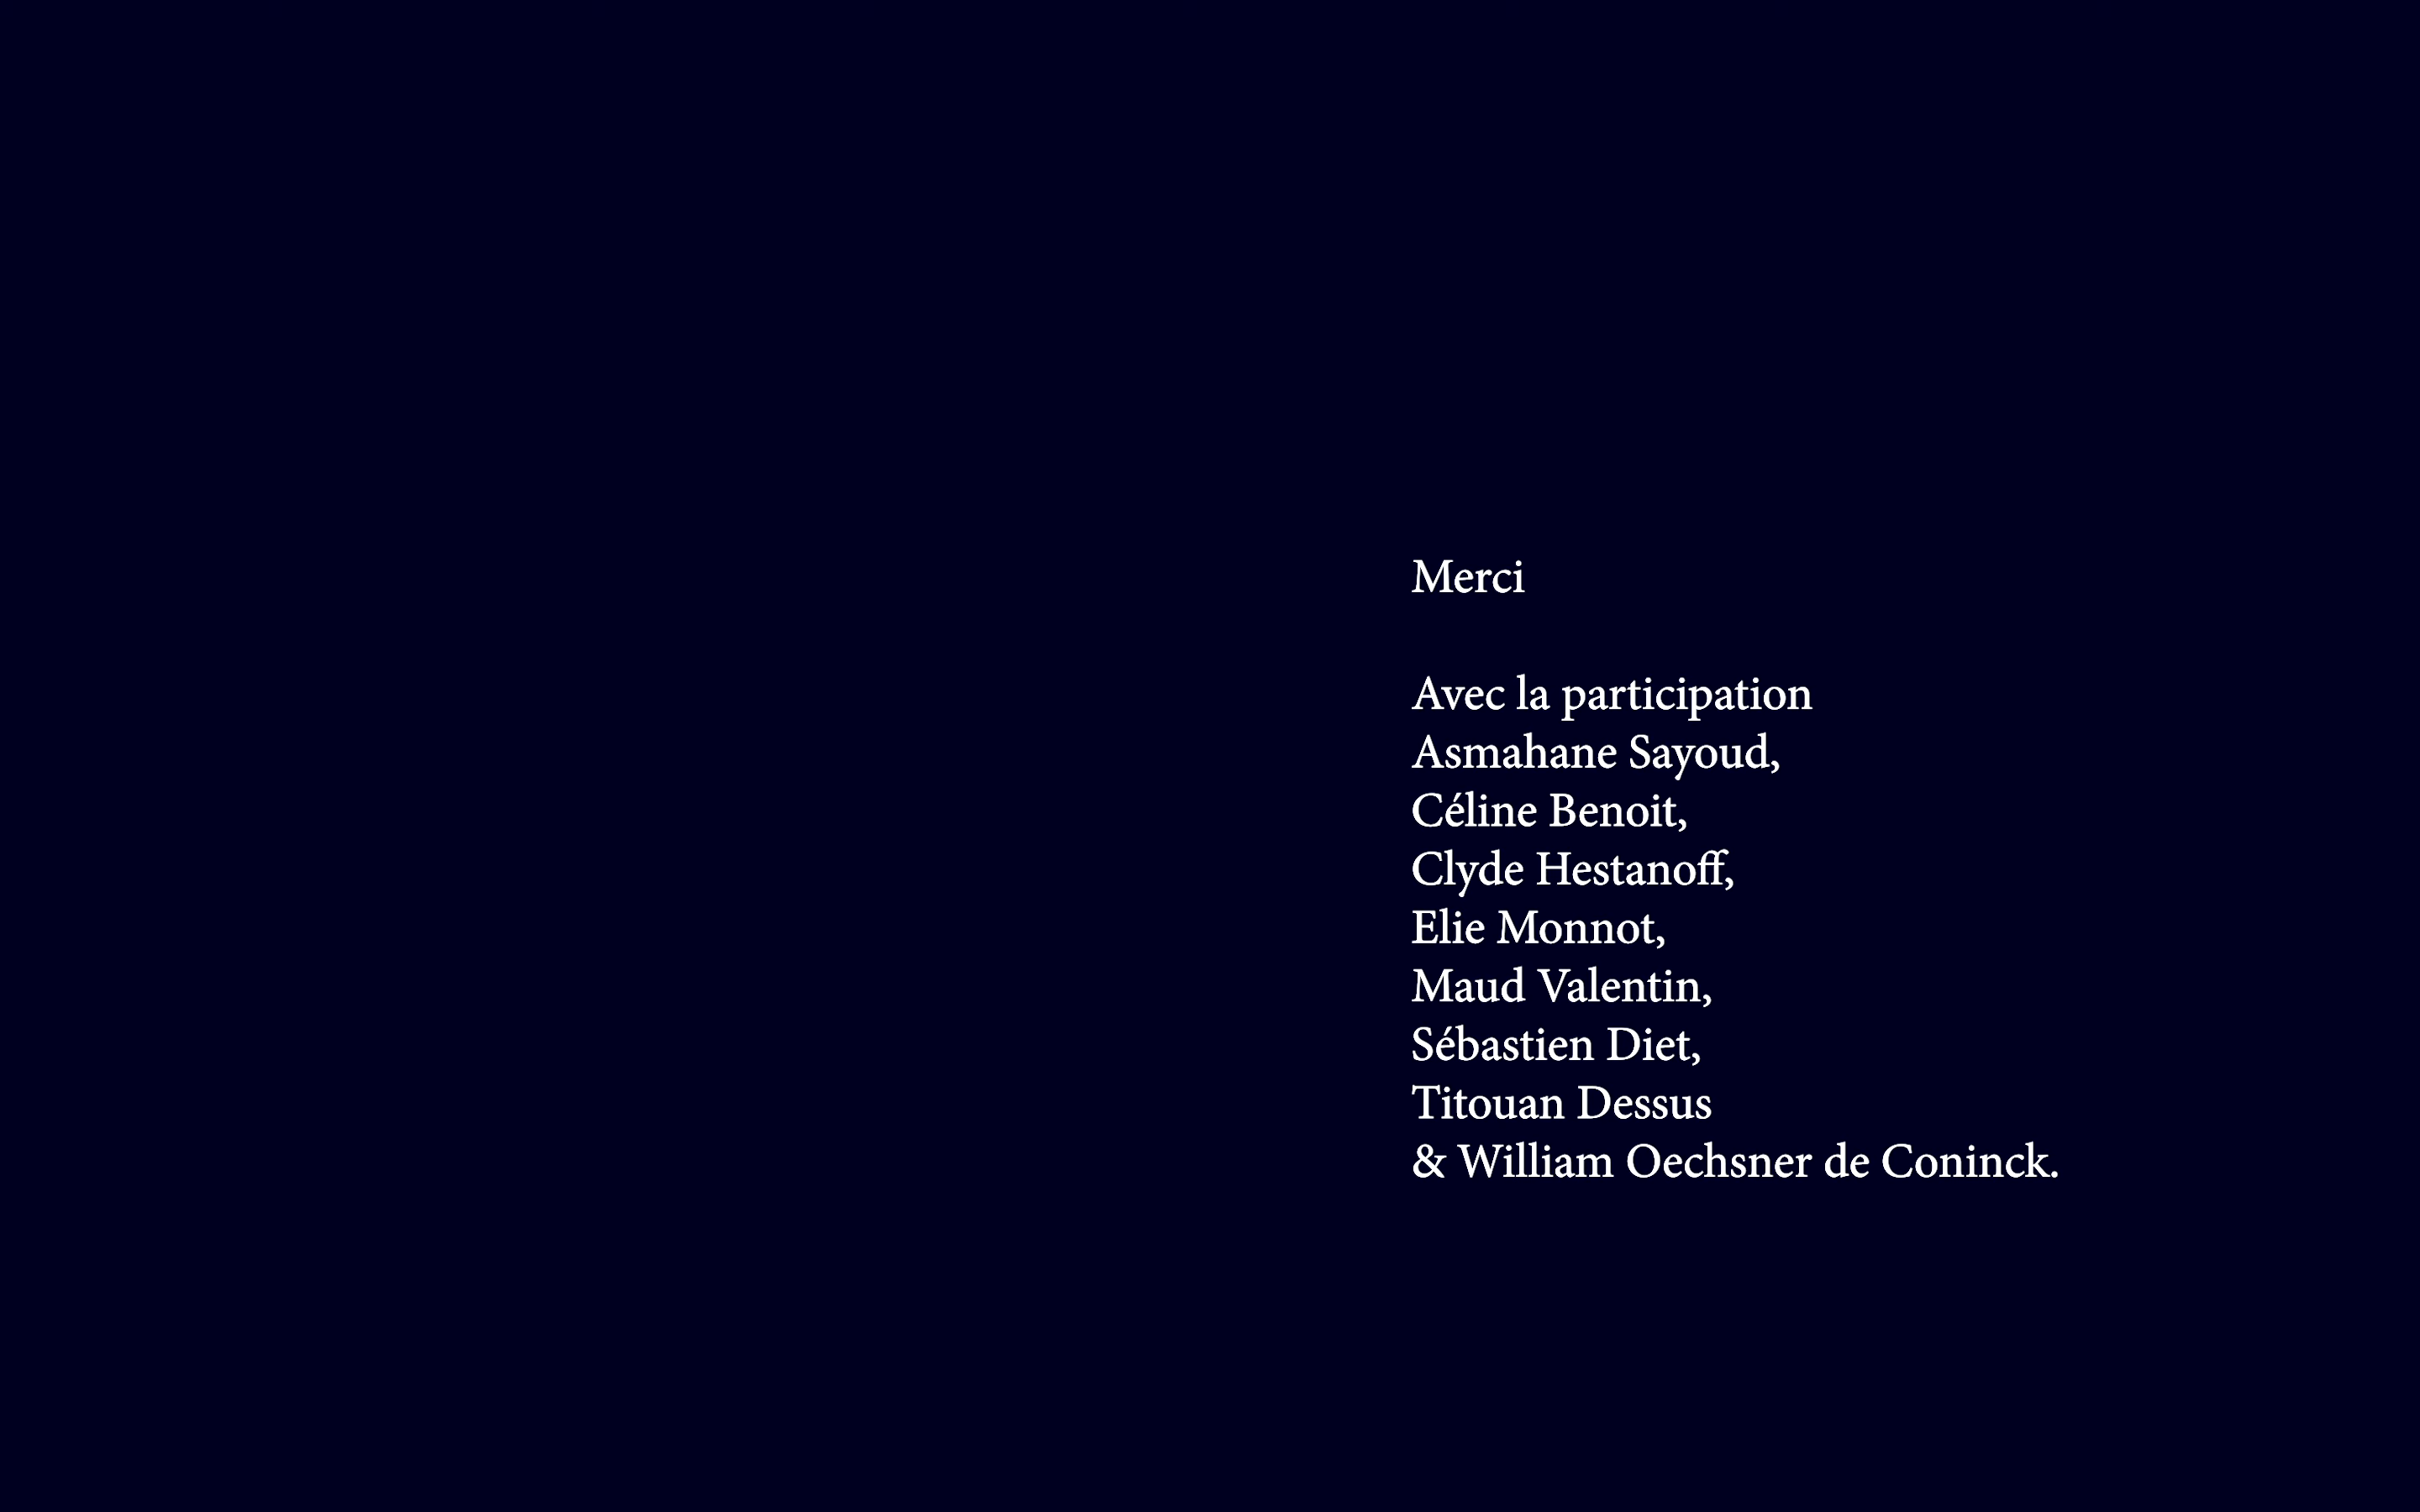 Merci
Avec la participation
Asmahane Sayoud,
Céline Benoit,
Clyde Hestanoff,
Elie Monnot,
Maud Valentin,
Sébastien Diet,
Titouan Dessus
& William Oechsner de Coninck.